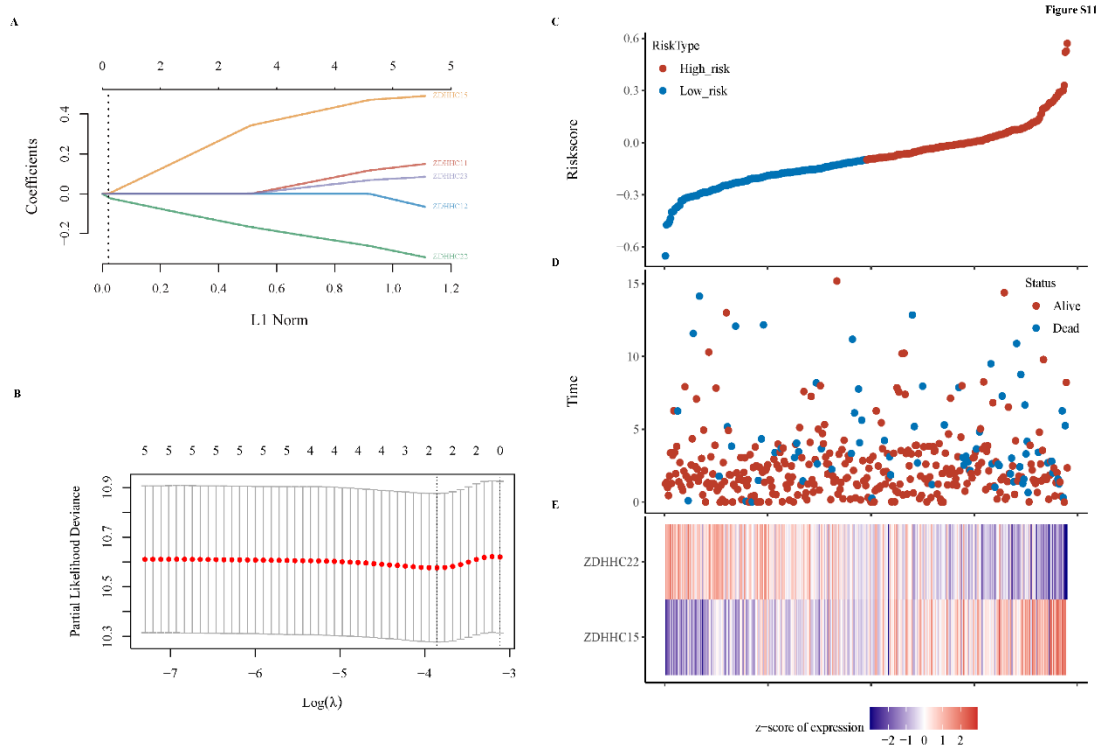 Figure S11
A
0 2 2 2 4 5 5
Coefficients
0.4
0.2
0.0
−0.2
ZDHHC15
ZDHHC11
ZDHHC23
ZDHHC12
ZDHHC22
0.0 0.2 0.4 0.6 0.8 1.0 1.2
L1 Norm
B
5 5 5 5 5 5 5 4 4 4 3 2 2 2 0
Partial Likelihood Deviance
10.9
10.7
10.5
10.3
−7 −6 −5 −4 −3
Log(λ)
C
RiskType
High_risk
Low_risk
Riskscore
0.6
0.3
0.0
−0.3
−0.6
D
Status
Alive
Dead
Time
15
10
5
0
E
ZDHHC22
ZDHHC15
z−score of expression
−2 −1 0 1 2